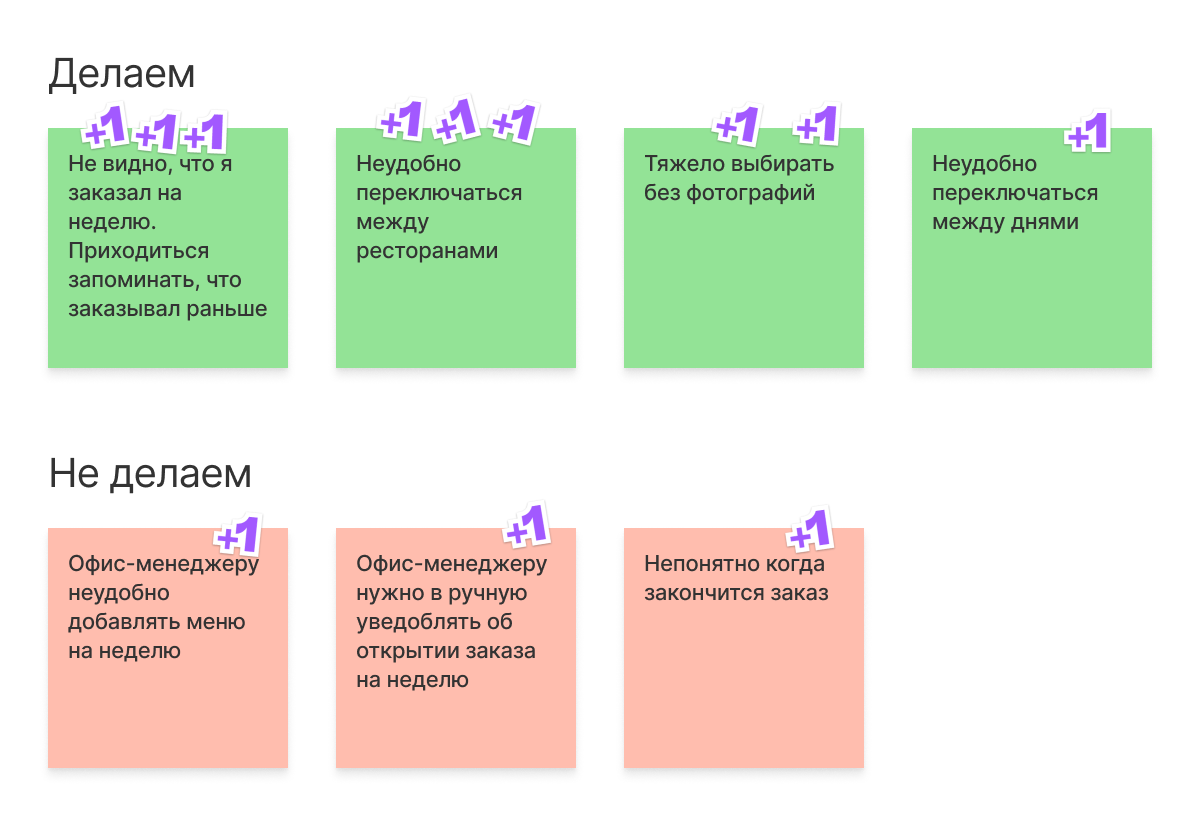 Делаем
+1 +1 +1
+1 +1 +1
+1 +1
+1
Не видно, что я
заказал на
неделю.
Приходиться
запоминать, что
заказывал раньше
Неудобно
переключаться
между
ресторанами
Тяжело выбирать
без фотографий
Неудобно
переключаться
между днями
Не делаем
+1
Офис-менеджеру
неудобно
добавлять меню
на неделю
+1
Офис-менеджеру
нужно в ручную
уведоблять об
открытии заказа
на неделю
+1
Непонятно когда
закончится заказ